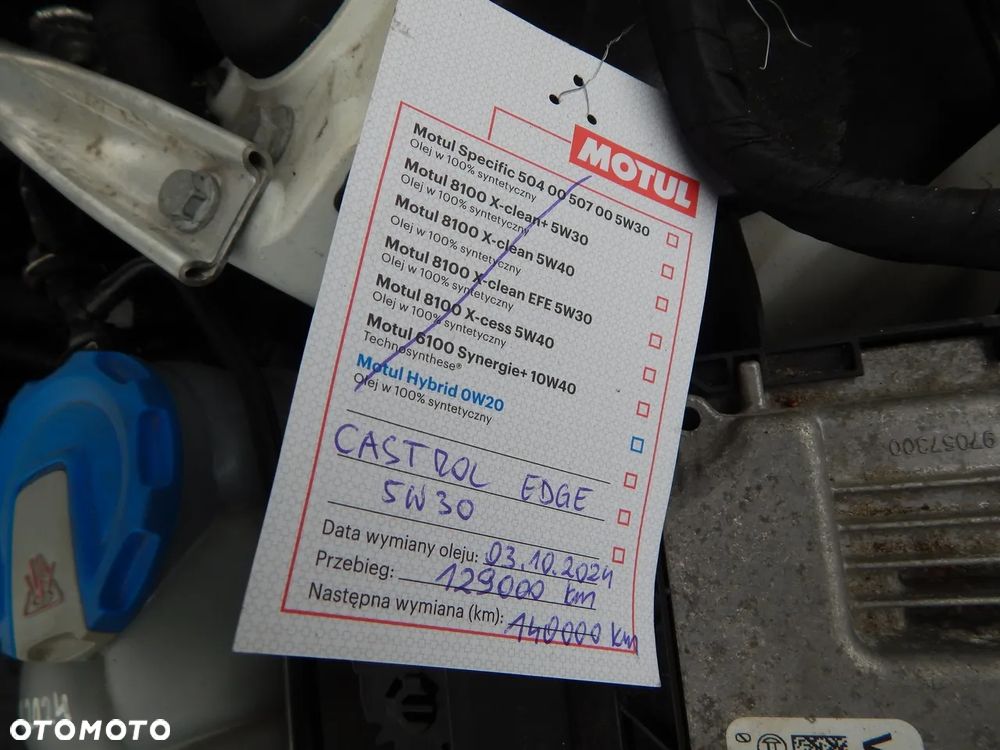 MOTUL
Motul Specific 504 00 507 00 5W30
Olej w 100% syntetyczny
Motul 8100 X-clean+ 5W30
Olej w 100% syntetyczny
Motul 8100 X-clean 5W40
Olej w 100% syntetyczny
Motul 8100 X-clean EFE 5W30
Olej w 100% syntetyczny
Motul 8100 X-cess 5W40
Olej w 100% syntetyczny
Motul 6100 Synergie+ 10W40
Technosynthese®
Motul Hybrid 0W20
Olej w 100% syntetyczny
CASTROL EDGE
5W30
Data wymiany oleju: 03.10.2024
Przebieg: 129000 km
Następna wymiana (km): 140000 km
97057300
OTOMOTO